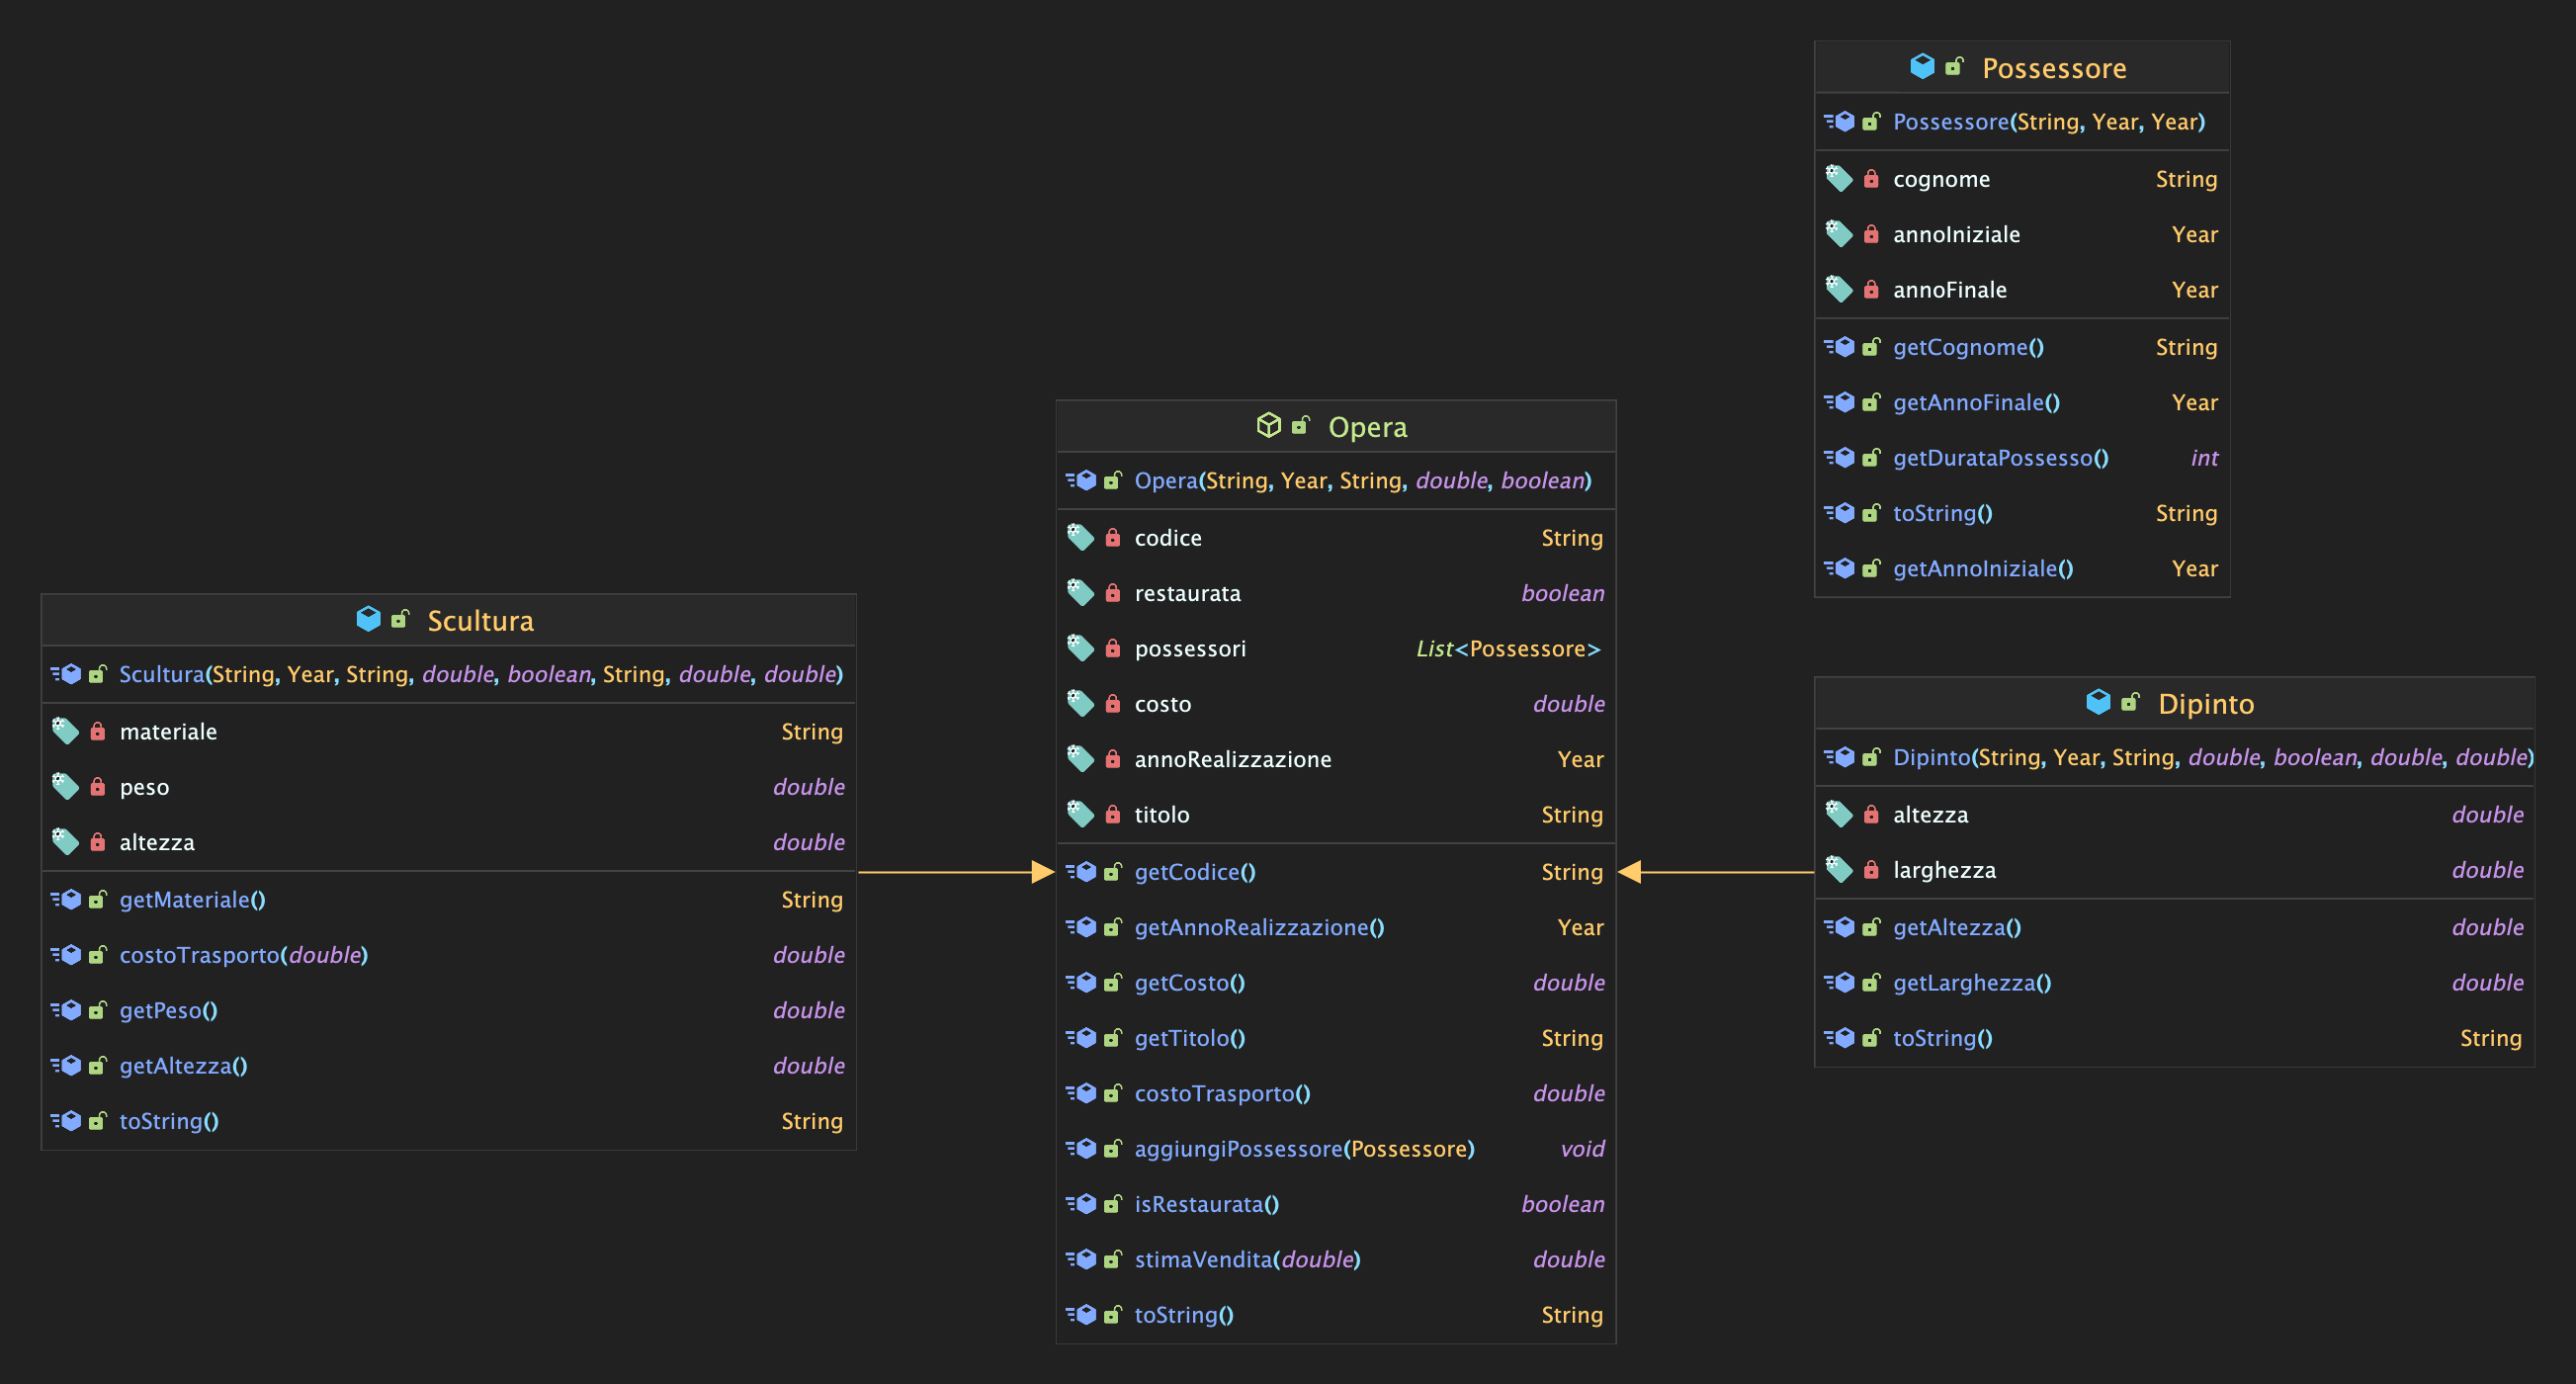 Possessore
Possessore(String, Year, Year)
cognome String
annoIniziale Year
annoFinale Year
getCognome() String
getAnnoFinale() Year
getDurataPossesso() int
toString() String
getAnnoIniziale() Year
Opera
Opera(String, Year, String, double, boolean)
codice String
restaurata boolean
possessori List<Possessore>
costo double
annoRealizzazione Year
titolo String
getCodice() String
getAnnoRealizzazione() Year
getCosto() double
getTitolo() String
costoTrasporto() double
aggiungiPossessore(Possessore) void
isRestaurata() boolean
stimaVendita(double) double
toString() String
Scultura
Scultura(String, Year, String, double, boolean, String, double, double)
materiale String
peso double
altezza double
getMateriale() String
costoTrasporto(double) double
getPeso() double
getAltezza() double
toString() String
Dipinto
Dipinto(String, Year, String, double, boolean, double, double)
altezza double
larghezza double
getAltezza() double
getLarghezza() double
toString() String